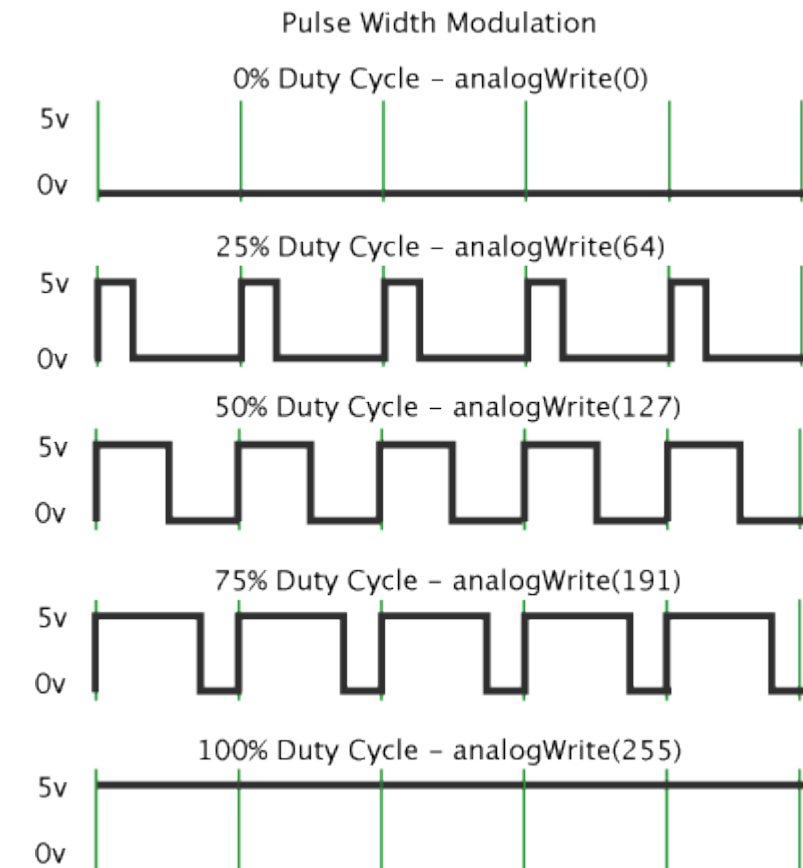 Pulse Width Modulation
0% Duty Cycle – analogWrite(0)
5v
0v
25% Duty Cycle – analogWrite(64)
5v
0v
50% Duty Cycle – analogWrite(127)
5v
0v
75% Duty Cycle – analogWrite(191)
5v
0v
100% Duty Cycle – analogWrite(255)
5v
0v